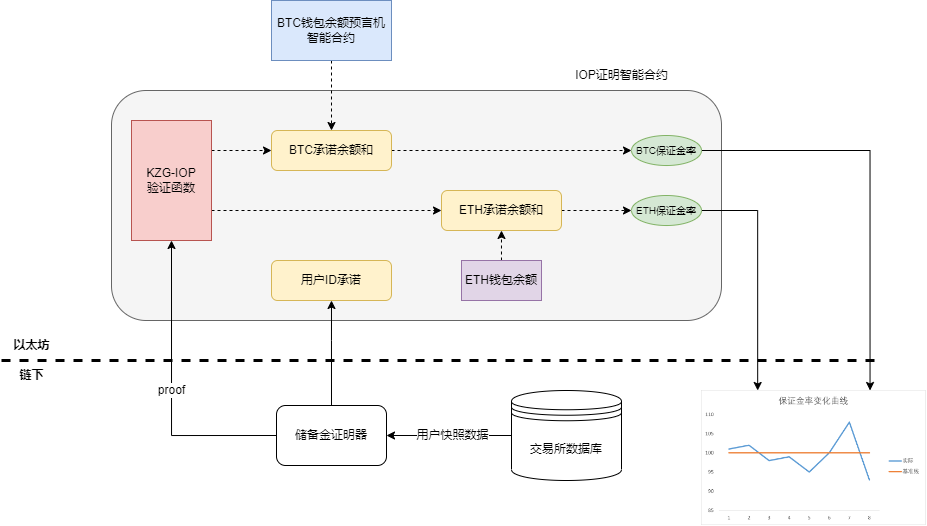 BTC钱包余额预言机
智能合约
IOP证明智能合约
KZG-IOP
验证函数
BTC承诺余额和
BTC保证金率
ETH承诺余额和
ETH保证金率
用户ID承诺
ETH钱包余额
以太坊
链下
proof
储备金证明器
用户快照数据
交易所数据库
保证金率变化曲线
110
105
100
95
90
85
1 2 3 4 5 6 7 8
实际
基准线